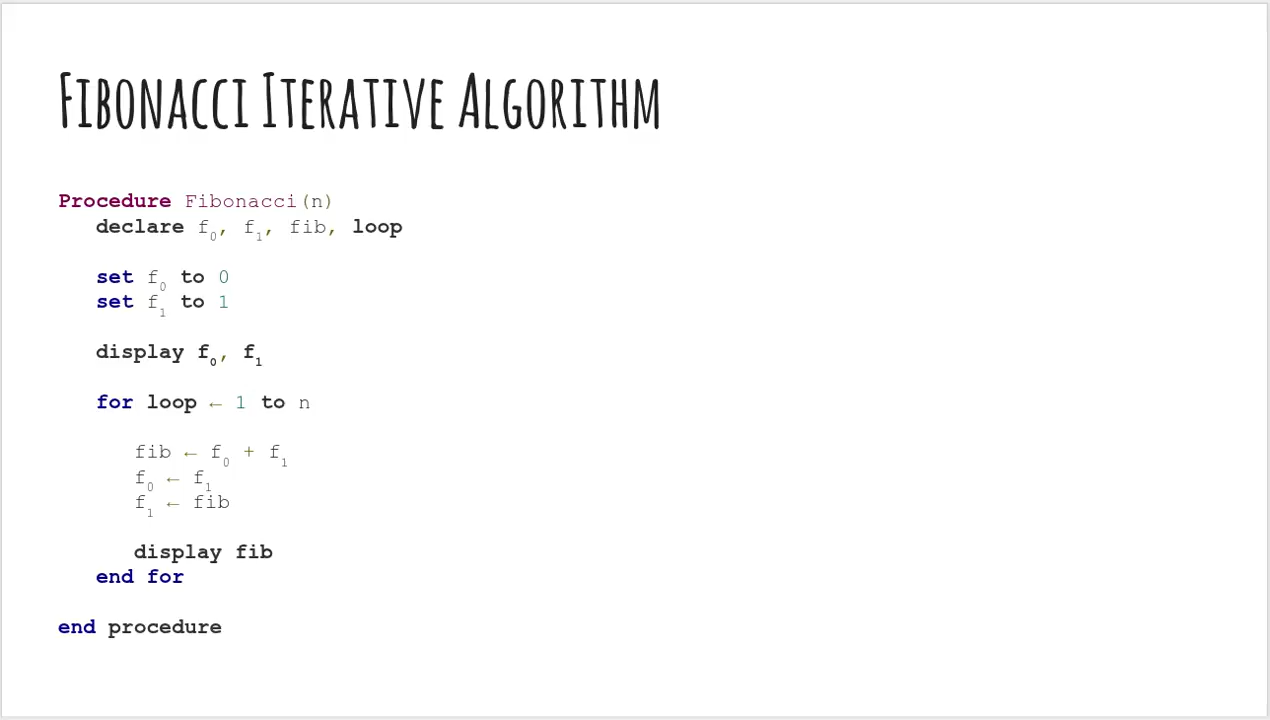 Fibonacci Iterative Algorithm
Procedure Fibonacci(n)
declare f₀, f₁, fib, loop
set f₀ to 0
set f₁ to 1
display f₀, f₁
for loop ← 1 to n
fib ← f₀ + f₁
f₀ ← f₁
f₁ ← fib
display fib
end for
end procedure